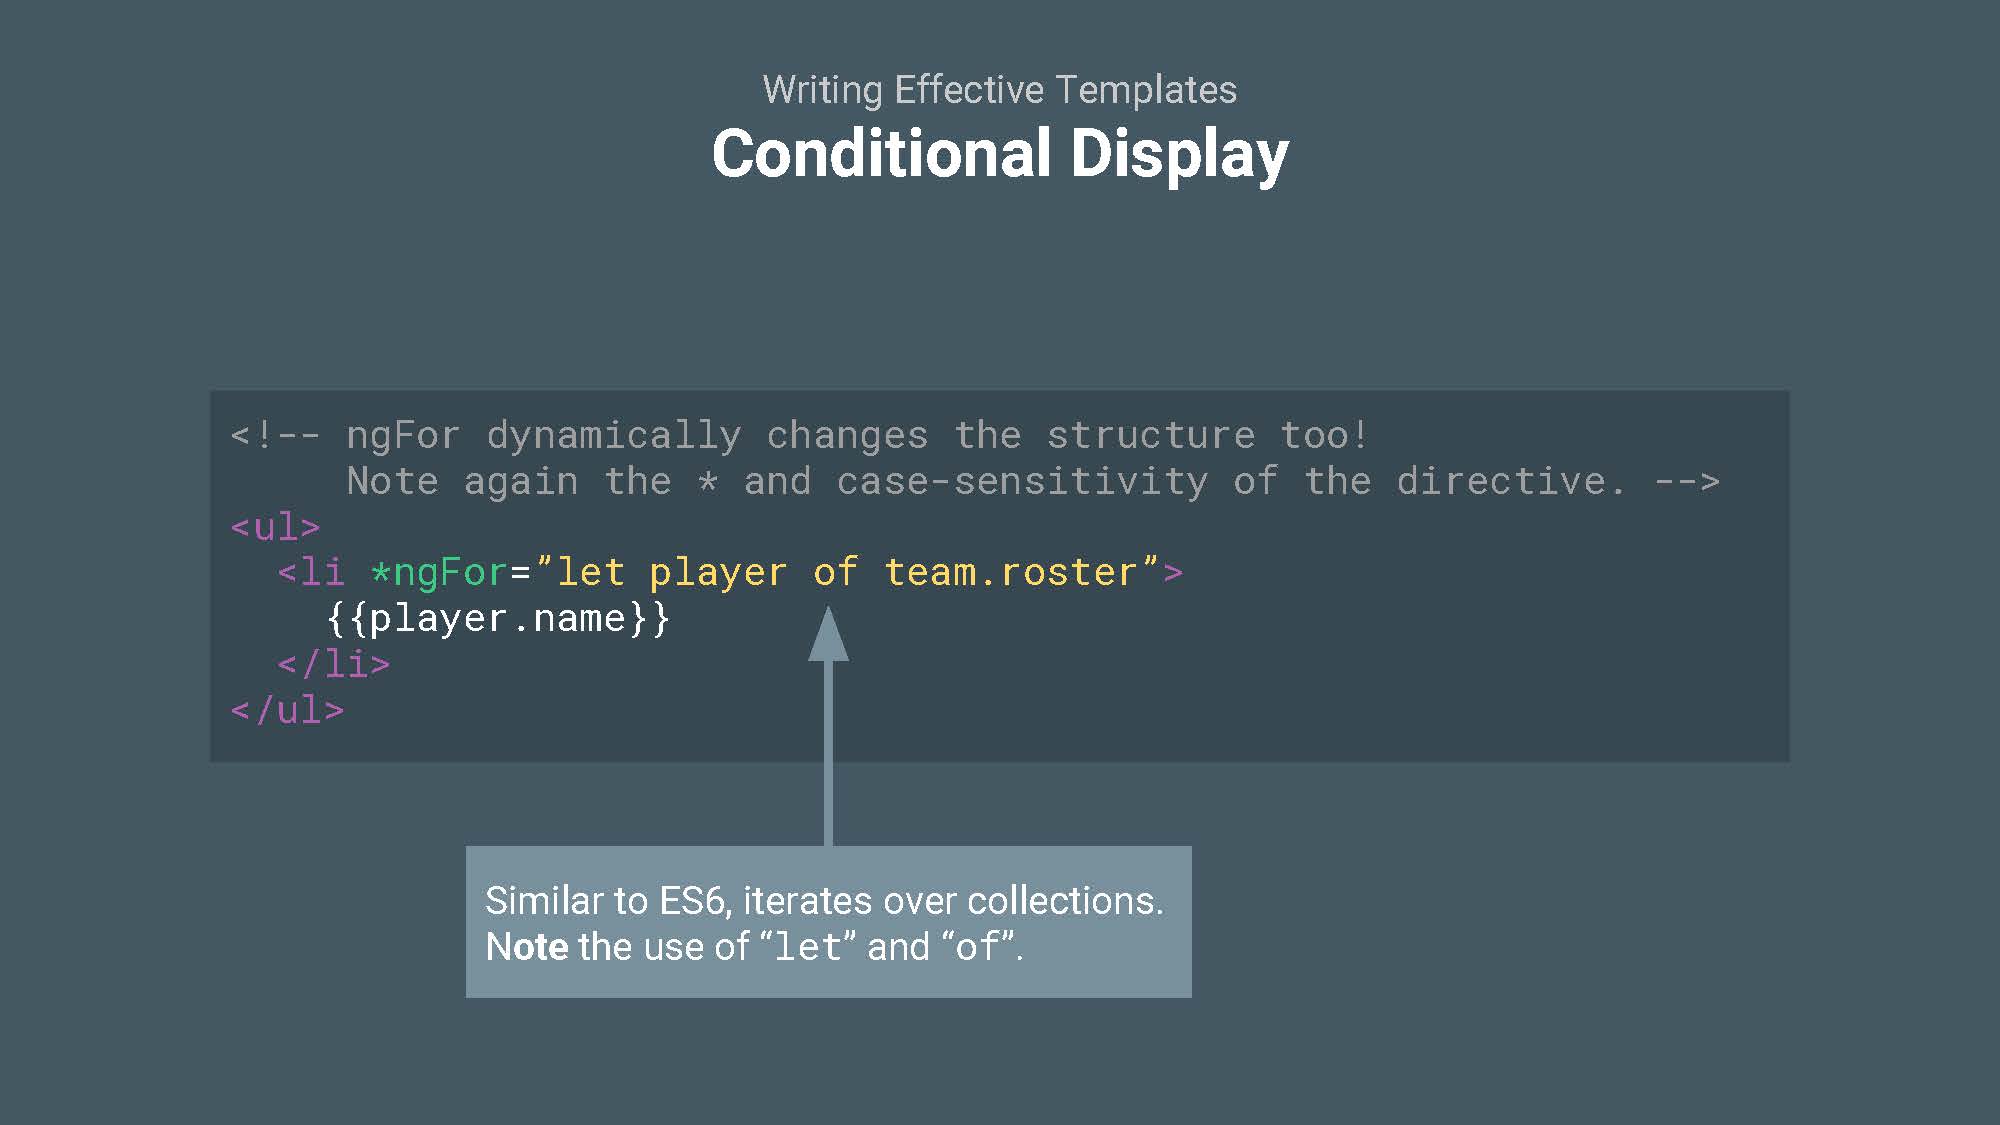 Writing Effective Templates
Conditional Display
<!-- ngFor dynamically changes the structure too!
     Note again the * and case-sensitivity of the directive. -->
<ul>
  <li *ngFor=”let player of team.roster”>
    {{player.name}}
  </li>
</ul>
Similar to ES6, iterates over collections.
Note the use of “let” and “of”.